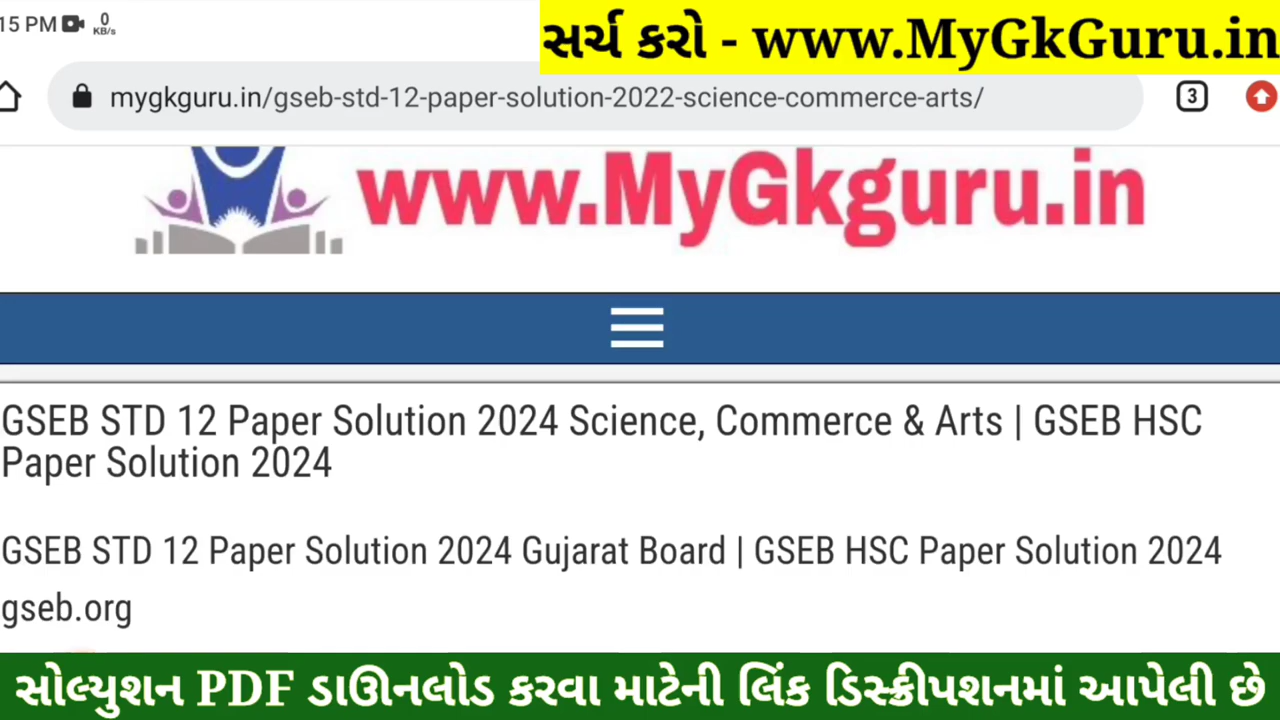 15 PM 0 KB/s
સર્ચ કરો - www.MyGkGuru.in
mygkguru.in/gseb-std-12-paper-solution-2022-science-commerce-arts/ 3
www.MyGkguru.in
GSEB STD 12 Paper Solution 2024 Science, Commerce & Arts | GSEB HSC
Paper Solution 2024
GSEB STD 12 Paper Solution 2024 Gujarat Board | GSEB HSC Paper Solution 2024
gseb.org
સોલ્યુશન PDF ડાઊનલોડ કરવા માટેની લિંક ડિસ્ક્રીપશનમાં આપેલી છે